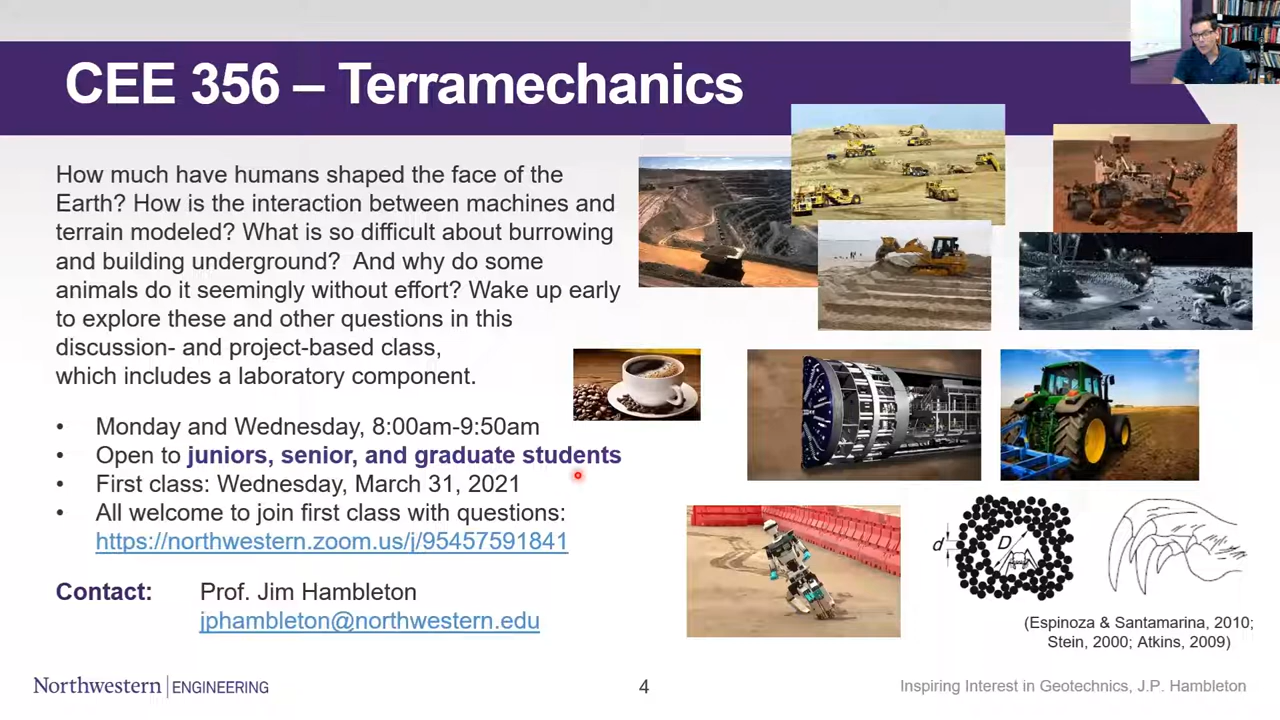 CEE 356 – Terramechanics
How much have humans shaped the face of the
Earth? How is the interaction between machines and
terrain modeled? What is so difficult about burrowing
and building underground? And why do some
animals do it seemingly without effort? Wake up early
to explore these and other questions in this
discussion- and project-based class,
which includes a laboratory component.
• Monday and Wednesday, 8:00am-9:50am
• Open to juniors, senior, and graduate students
• First class: Wednesday, March 31, 2021
• All welcome to join first class with questions:
https://northwestern.zoom.us/j/95457591841
Contact: Prof. Jim Hambleton
jphambleton@northwestern.edu
d
D
(Espinoza & Santamarina, 2010;
Stein, 2000; Atkins, 2009)
Northwestern | ENGINEERING
4
Inspiring Interest in Geotechnics, J.P. Hambleton